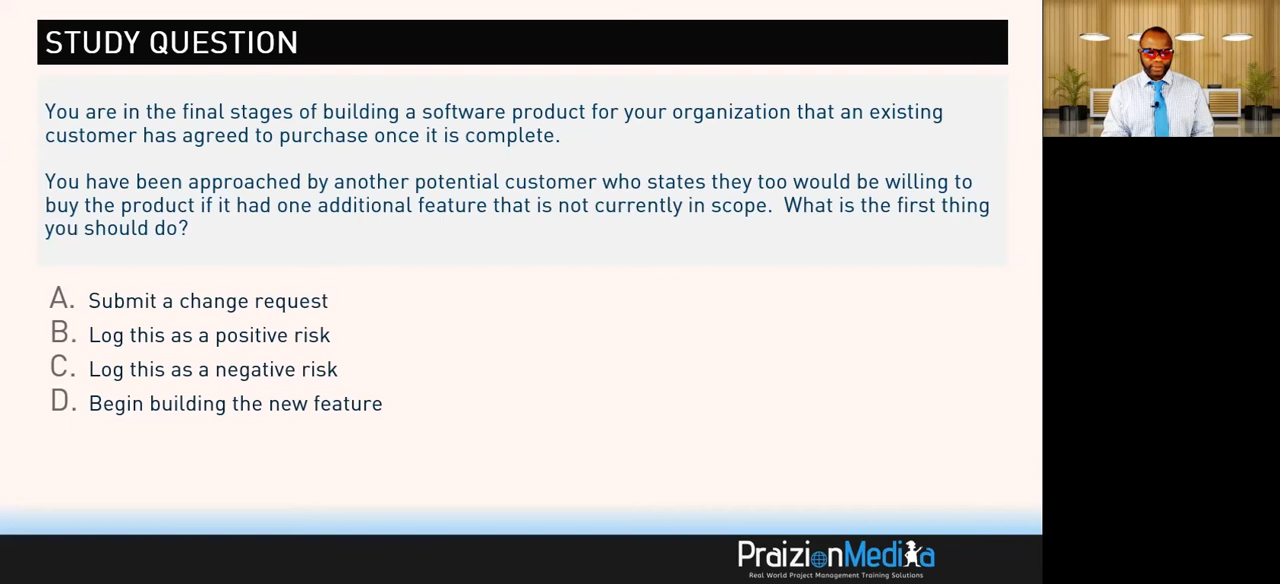 STUDY QUESTION
You are in the final stages of building a software product for your organization that an existing
customer has agreed to purchase once it is complete.
You have been approached by another potential customer who states they too would be willing to
buy the product if it had one additional feature that is not currently in scope. What is the first thing
you should do?
A. Submit a change request
B. Log this as a positive risk
C. Log this as a negative risk
D. Begin building the new feature
PraizionMedia
Real World Project Management Training Solutions